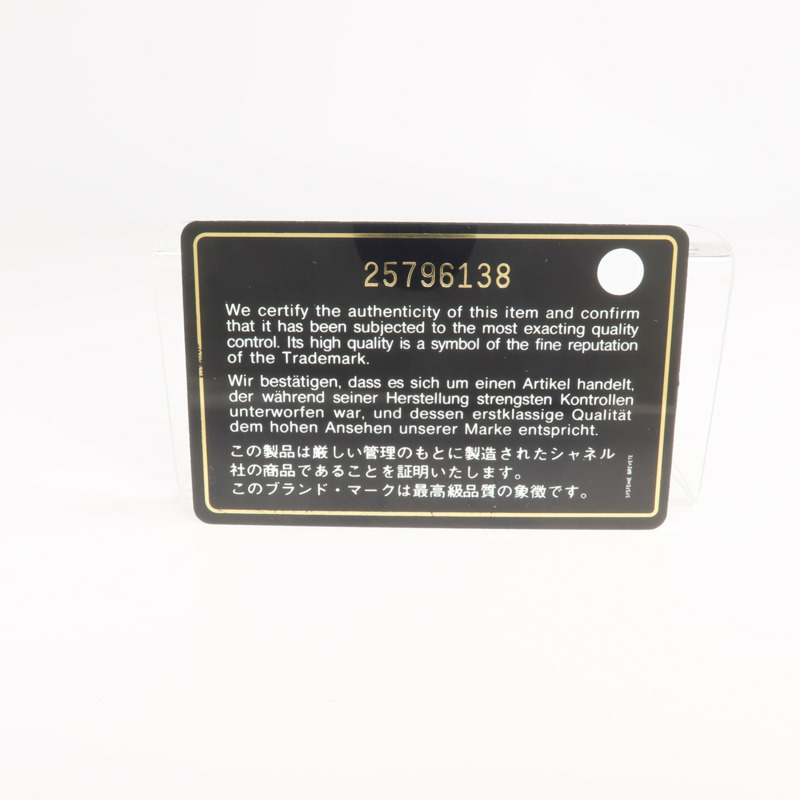 25796138
We certify the authenticity of this item and confirm
that it has been subjected to the most exacting quality
control. Its high quality is a symbol of the fine reputation
of the Trademark.
Wir bestätigen, dass es sich um einen Artikel handelt,
der während seiner Herstellung strengsten Kontrollen
unterworfen war, und dessen erstklassige Qualität
dem hohen Ansehen unserer Marke entspricht.
この製品は厳しい管理のもとに製造されたシャネル
社の商品であることを証明いたします。
このブランド・マークは最高級品質の象徴です。
SYSTEME BREVETE